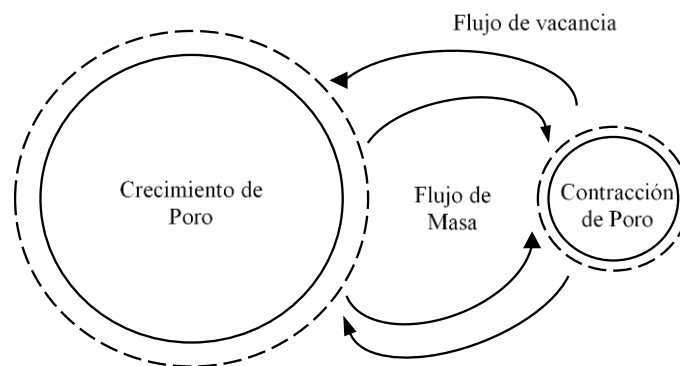 Flujo de vacancia
Crecimiento de
Poro
Flujo de
Masa
Contracción
de Poro